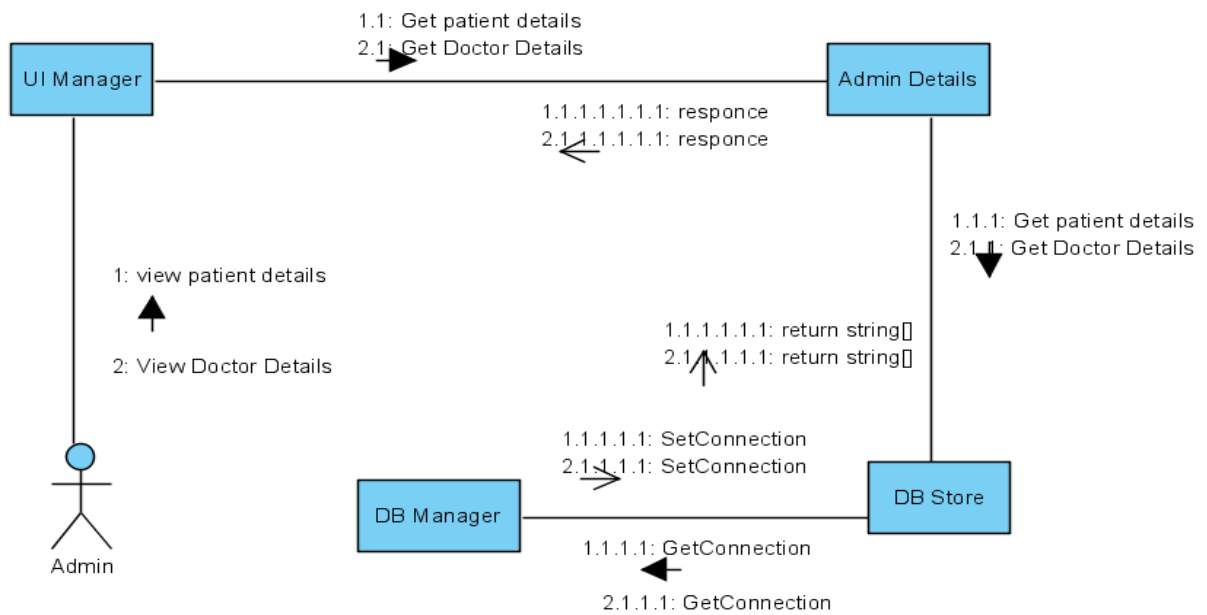 1.1: Get patient details
2.1: Get Doctor Details
UI Manager
Admin Details
1.1.1.1.1.1.1: responce
2.1.1.1.1.1.1: responce
1.1.1: Get patient details
2.1.1: Get Doctor Details
1: view patient details
1.1.1.1.1.1: return string[]
2.1.1.1.1.1: return string[]
2: View Doctor Details
1.1.1.1.1: SetConnection
2.1.1.1.1: SetConnection
DB Store
DB Manager
1.1.1.1: GetConnection
Admin
2.1.1.1: GetConnection